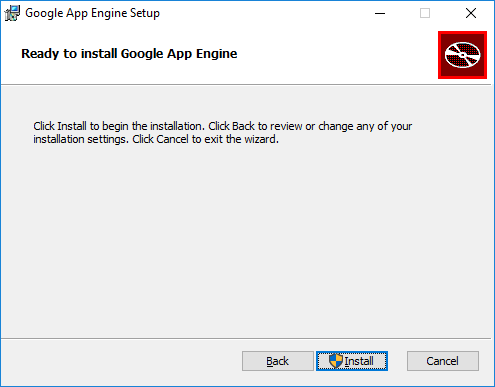 Google App Engine Setup
Ready to install Google App Engine
Click Install to begin the installation. Click Back to review or change any of your
installation settings. Click Cancel to exit the wizard.
Back
Install
Cancel